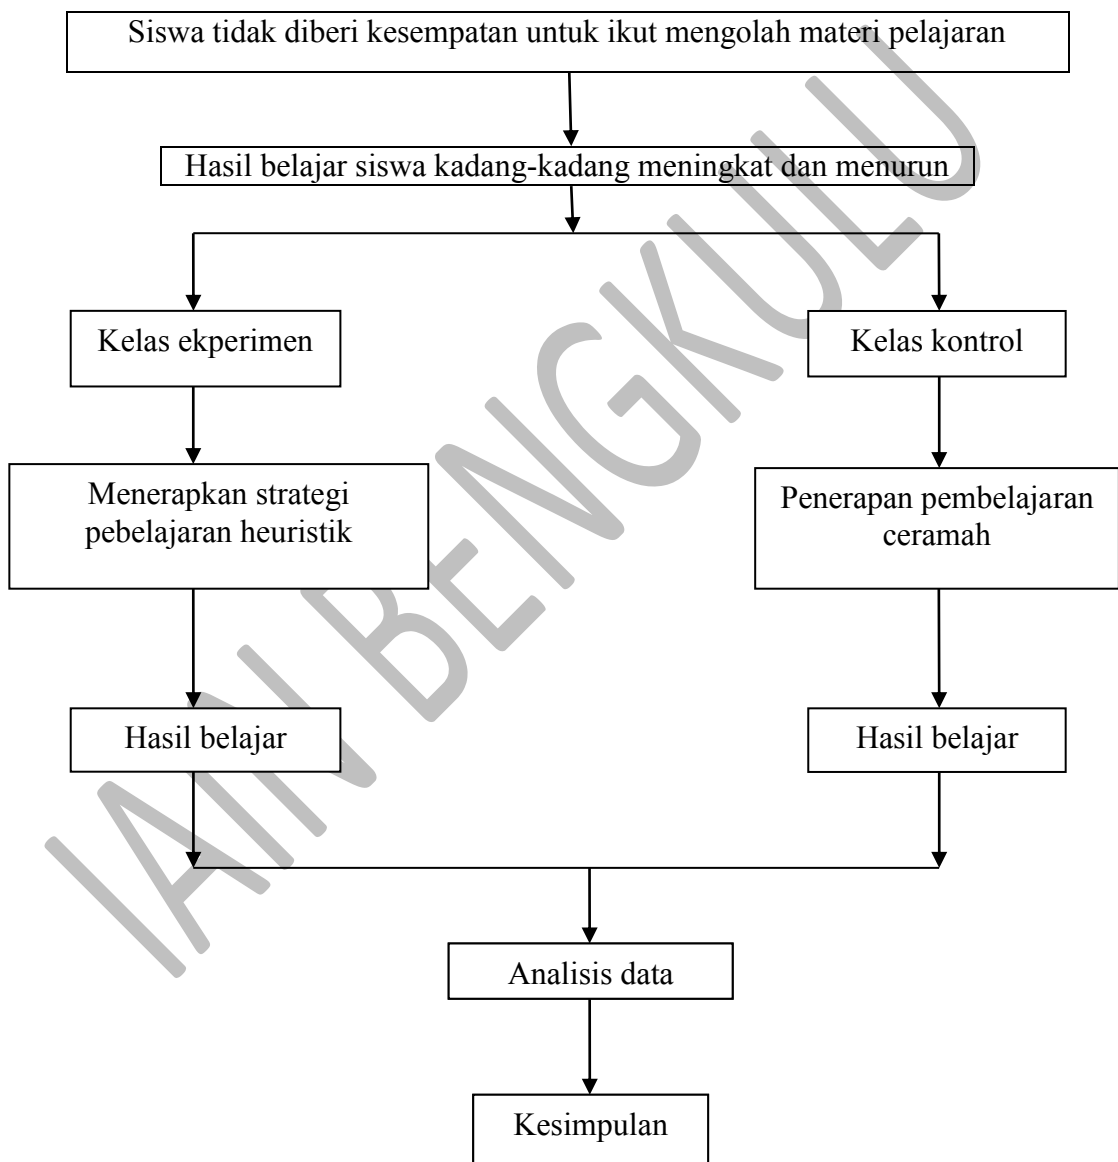 Siswa tidak diberi kesempatan untuk ikut mengolah materi pelajaran
Hasil belajar siswa kadang-kadang meningkat dan menurun
Kelas ekperimen
Kelas kontrol
Menerapkan strategi
pebelajaran heuristik
Penerapan pembelajaran
ceramah
Hasil belajar
Hasil belajar
Analisis data
Kesimpulan
IAIN BENGKULU